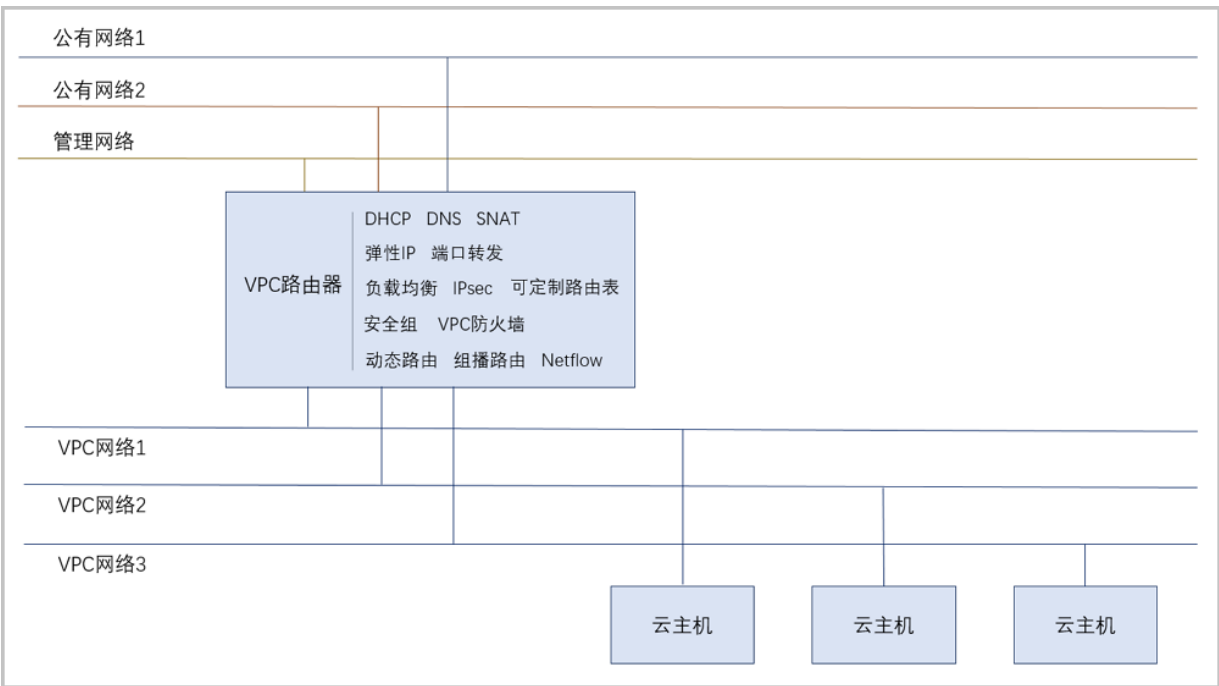 公有网络1
公有网络2
管理网络
VPC路由器
DHCP DNS SNAT
弹性IP 端口转发
负载均衡 IPsec 可定制路由表
安全组 VPC防火墙
动态路由 组播路由 Netflow
VPC网络1
VPC网络2
VPC网络3
云主机 云主机 云主机